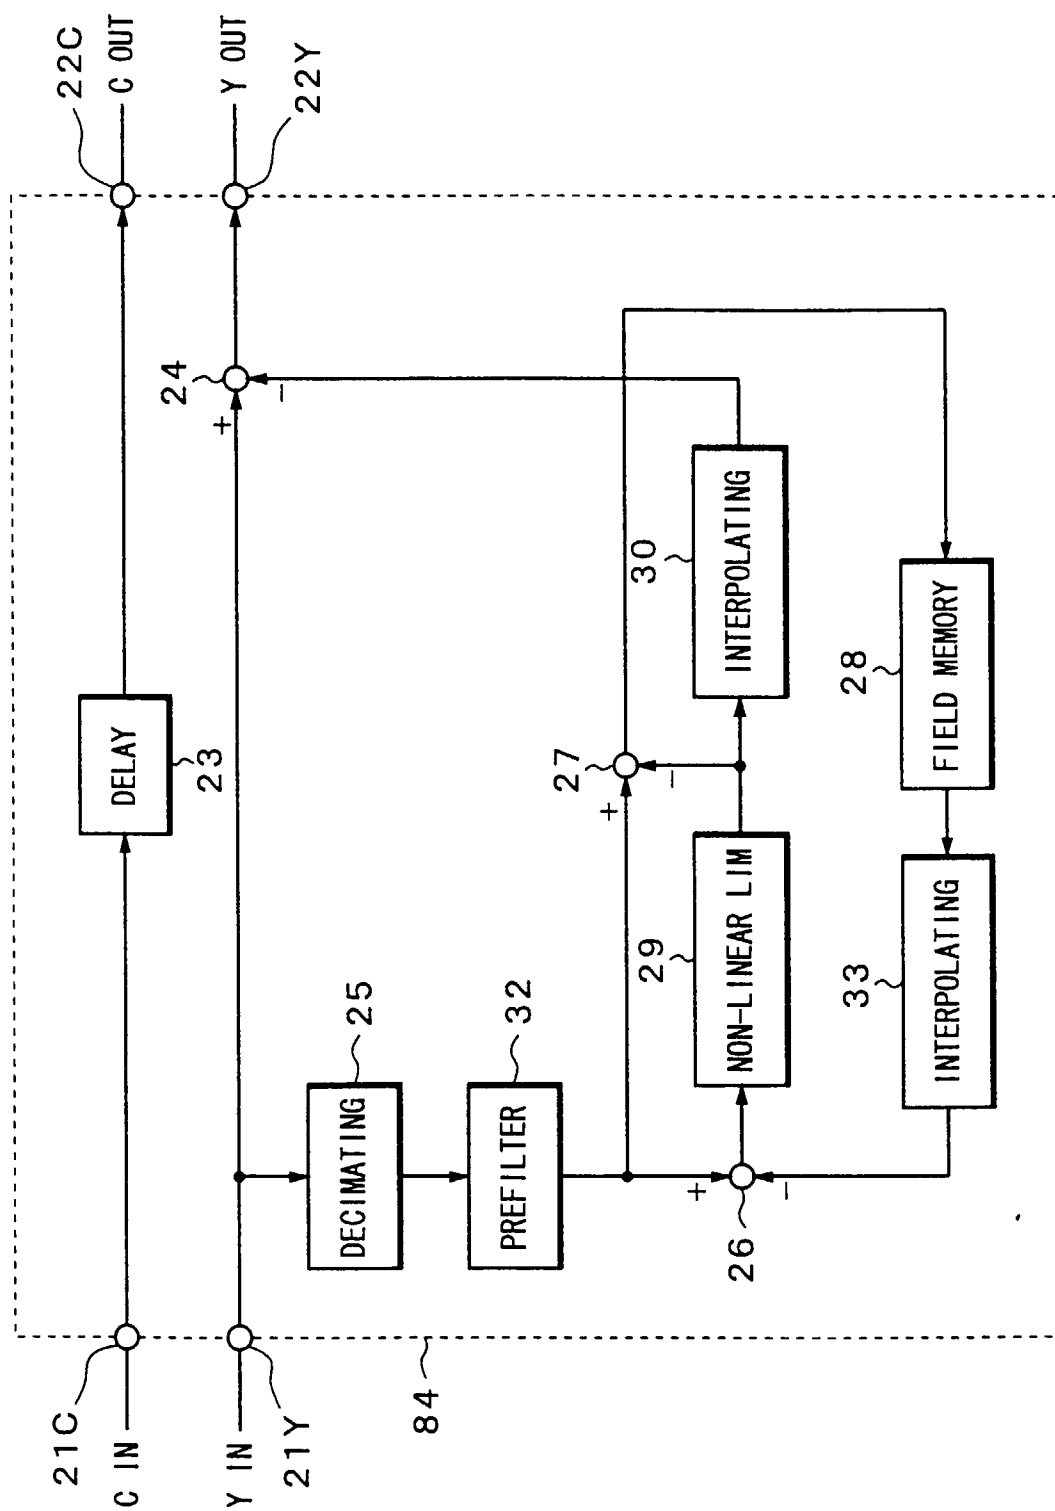 21C
C IN
Y IN
21Y
84
DELAY
23
22C
C OUT
Y OUT
22Y
24
+
−
DECIMATING
25
PREFILTER
32
+
−
26
NON-LINEAR LIM
29
+
−
27
INTERPOLATING
30
FIELD MEMORY
28
INTERPOLATING
33